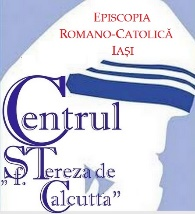 Episcopia
Romano-Catolică
Iași
Centrul
„Sf. Tereza de
Calcutta”